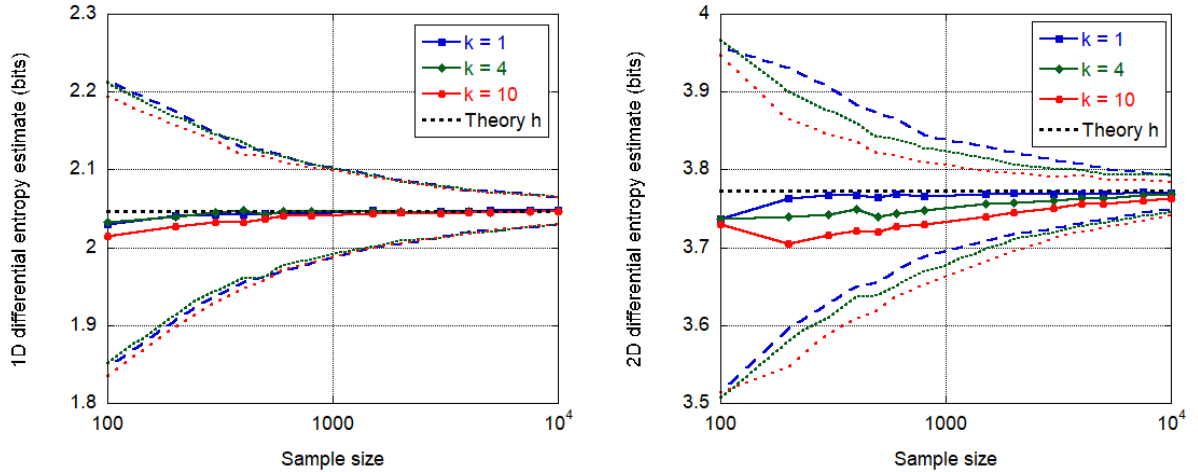 1D differential entropy estimate (bits)
2.3
2.2
2.1
2
1.9
1.8
100
1000
10⁴
Sample size
k = 1
k = 4
k = 10
Theory h
2D differential entropy estimate (bits)
4
3.9
3.8
3.7
3.6
3.5
100
1000
10⁴
Sample size
k = 1
k = 4
k = 10
Theory h